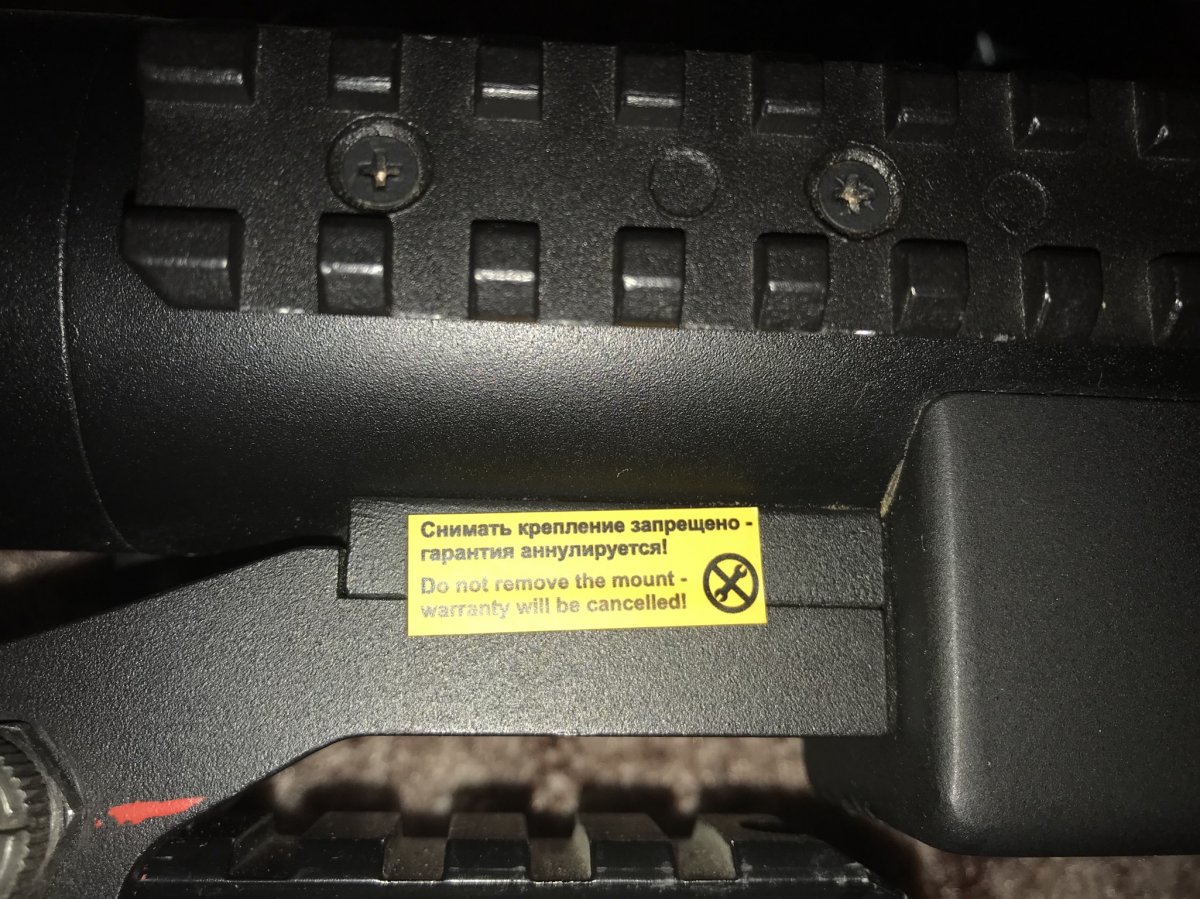 Снимать крепление запрещено -
гарантия аннулируется!
Do not remove the mount -
warranty will be cancelled!